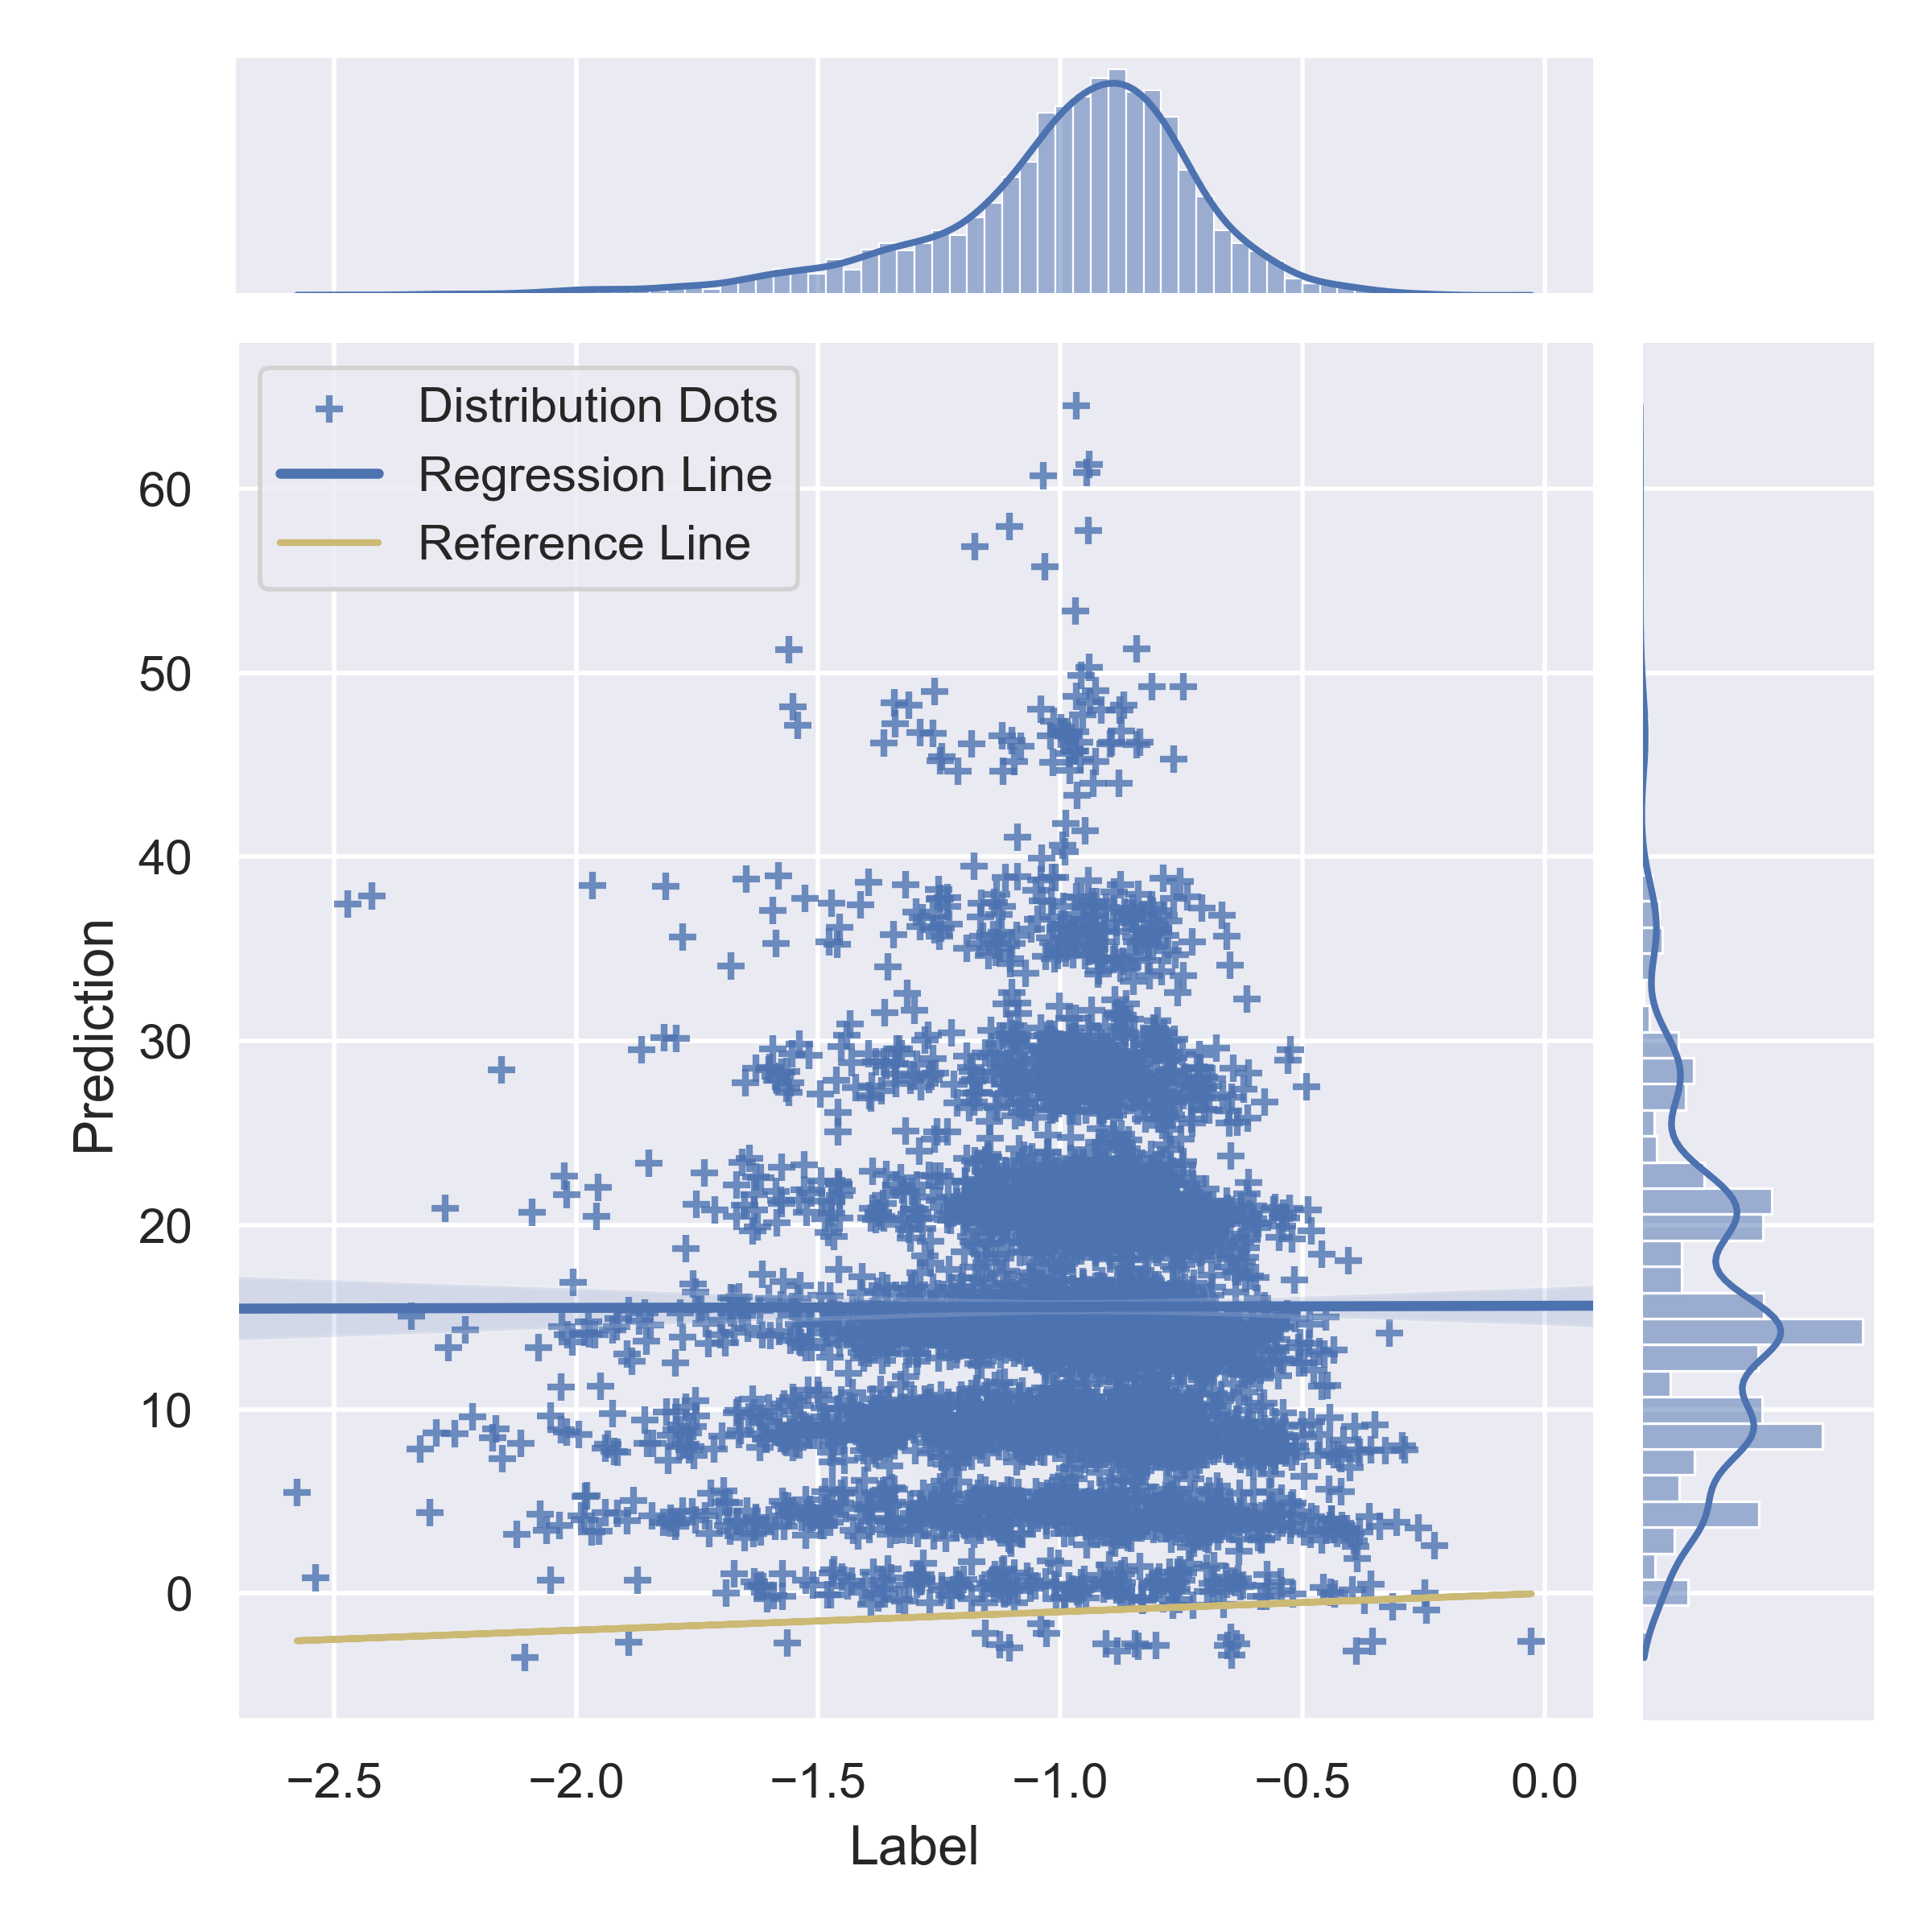 Distribution Dots
Regression Line
Reference Line
60
50
40
30
20
10
0
Prediction
−2.5 −2.0 −1.5 −1.0 −0.5 0.0
Label